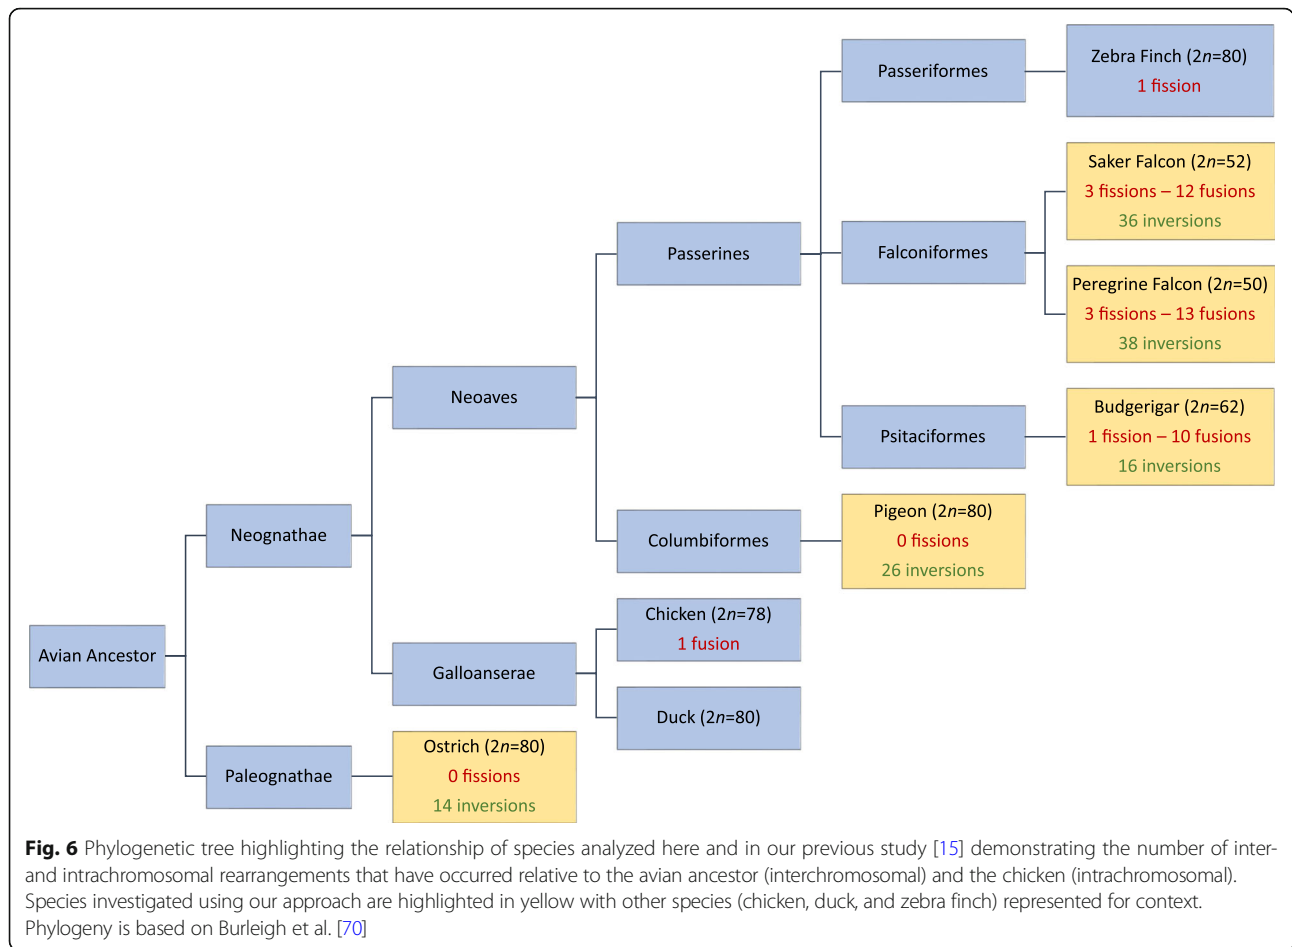 Passeriformes
Zebra Finch (2n=80)
1 fission
Saker Falcon (2n=52)
3 fissions – 12 fusions
36 inversions
Passerines
Falconiformes
Peregrine Falcon (2n=50)
3 fissions – 13 fusions
38 inversions
Neoaves
Psitaciformes
Budgerigar (2n=62)
1 fission – 10 fusions
16 inversions
Neognathae
Columbiformes
Pigeon (2n=80)
0 fissions
26 inversions
Avian Ancestor
Galloanserae
Chicken (2n=78)
1 fusion
Duck (2n=80)
Paleognathae
Ostrich (2n=80)
0 fissions
14 inversions
Fig. 6 Phylogenetic tree highlighting the relationship of species analyzed here and in our previous study [15] demonstrating the number of inter-
and intrachromosomal rearrangements that have occurred relative to the avian ancestor (interchromosomal) and the chicken (intrachromosomal).
Species investigated using our approach are highlighted in yellow with other species (chicken, duck, and zebra finch) represented for context.
Phylogeny is based on Burleigh et al. [70]